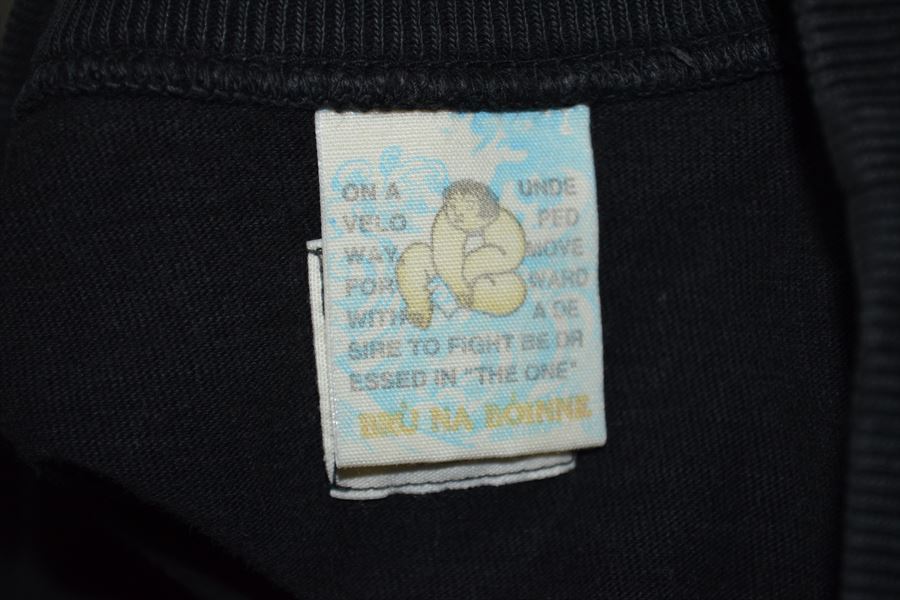 ON A UNDE
VELO PED
WAY MOVE
FOR WARD
WITH A DE
SIRE TO FIGHT BE DR
ESSED IN "THE ONE"
BRÚ NA BÓINNE